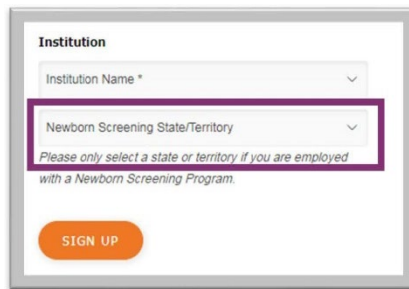 Institution
Institution Name *
Newborn Screening State/Territory
Please only select a state or territory if you are employed
with a Newborn Screening Program.
SIGN UP